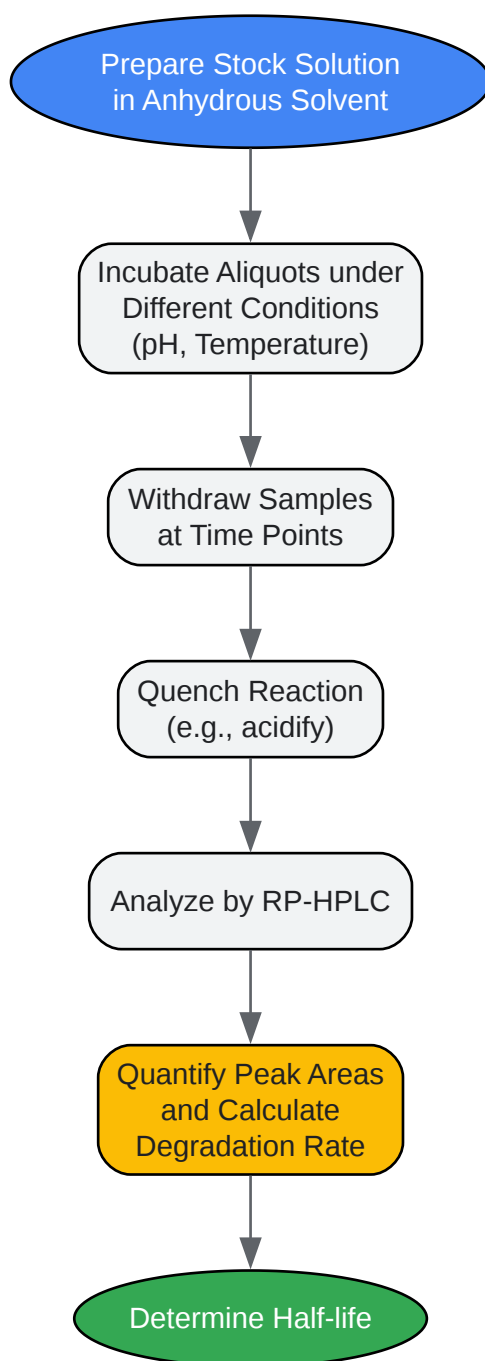 Prepare Stock Solution
in Anhydrous Solvent
Incubate Aliquots under
Different Conditions
(pH, Temperature)
Withdraw Samples
at Time Points
Quench Reaction
(e.g., acidify)
Analyze by RP-HPLC
Quantify Peak Areas
and Calculate
Degradation Rate
Determine Half-life